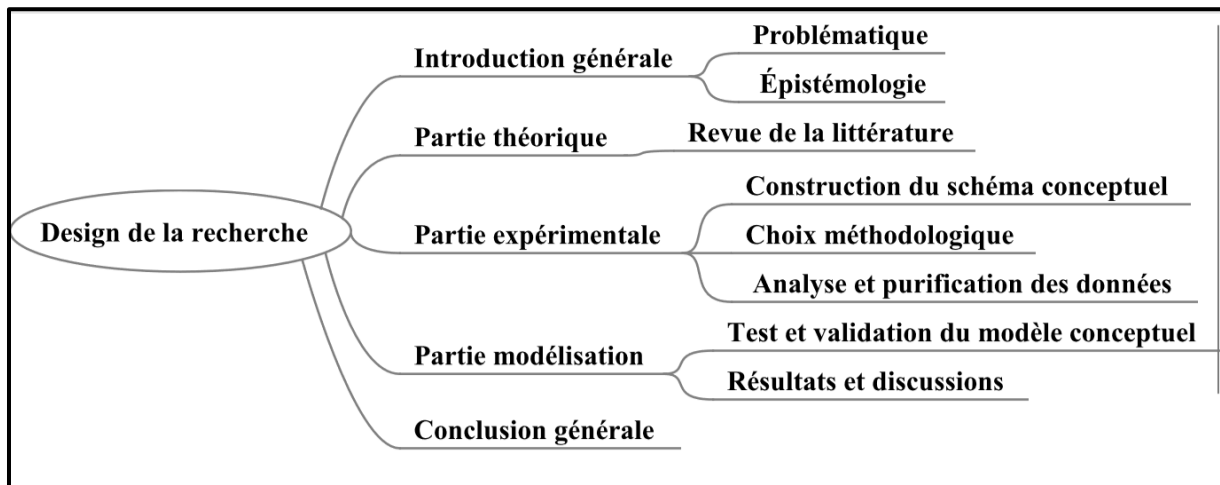 Design de la recherche
Introduction générale
Problématique
Épistémologie
Partie théorique
Revue de la littérature
Partie expérimentale
Construction du schéma conceptuel
Choix méthodologique
Analyse et purification des données
Partie modélisation
Test et validation du modèle conceptuel
Résultats et discussions
Conclusion générale